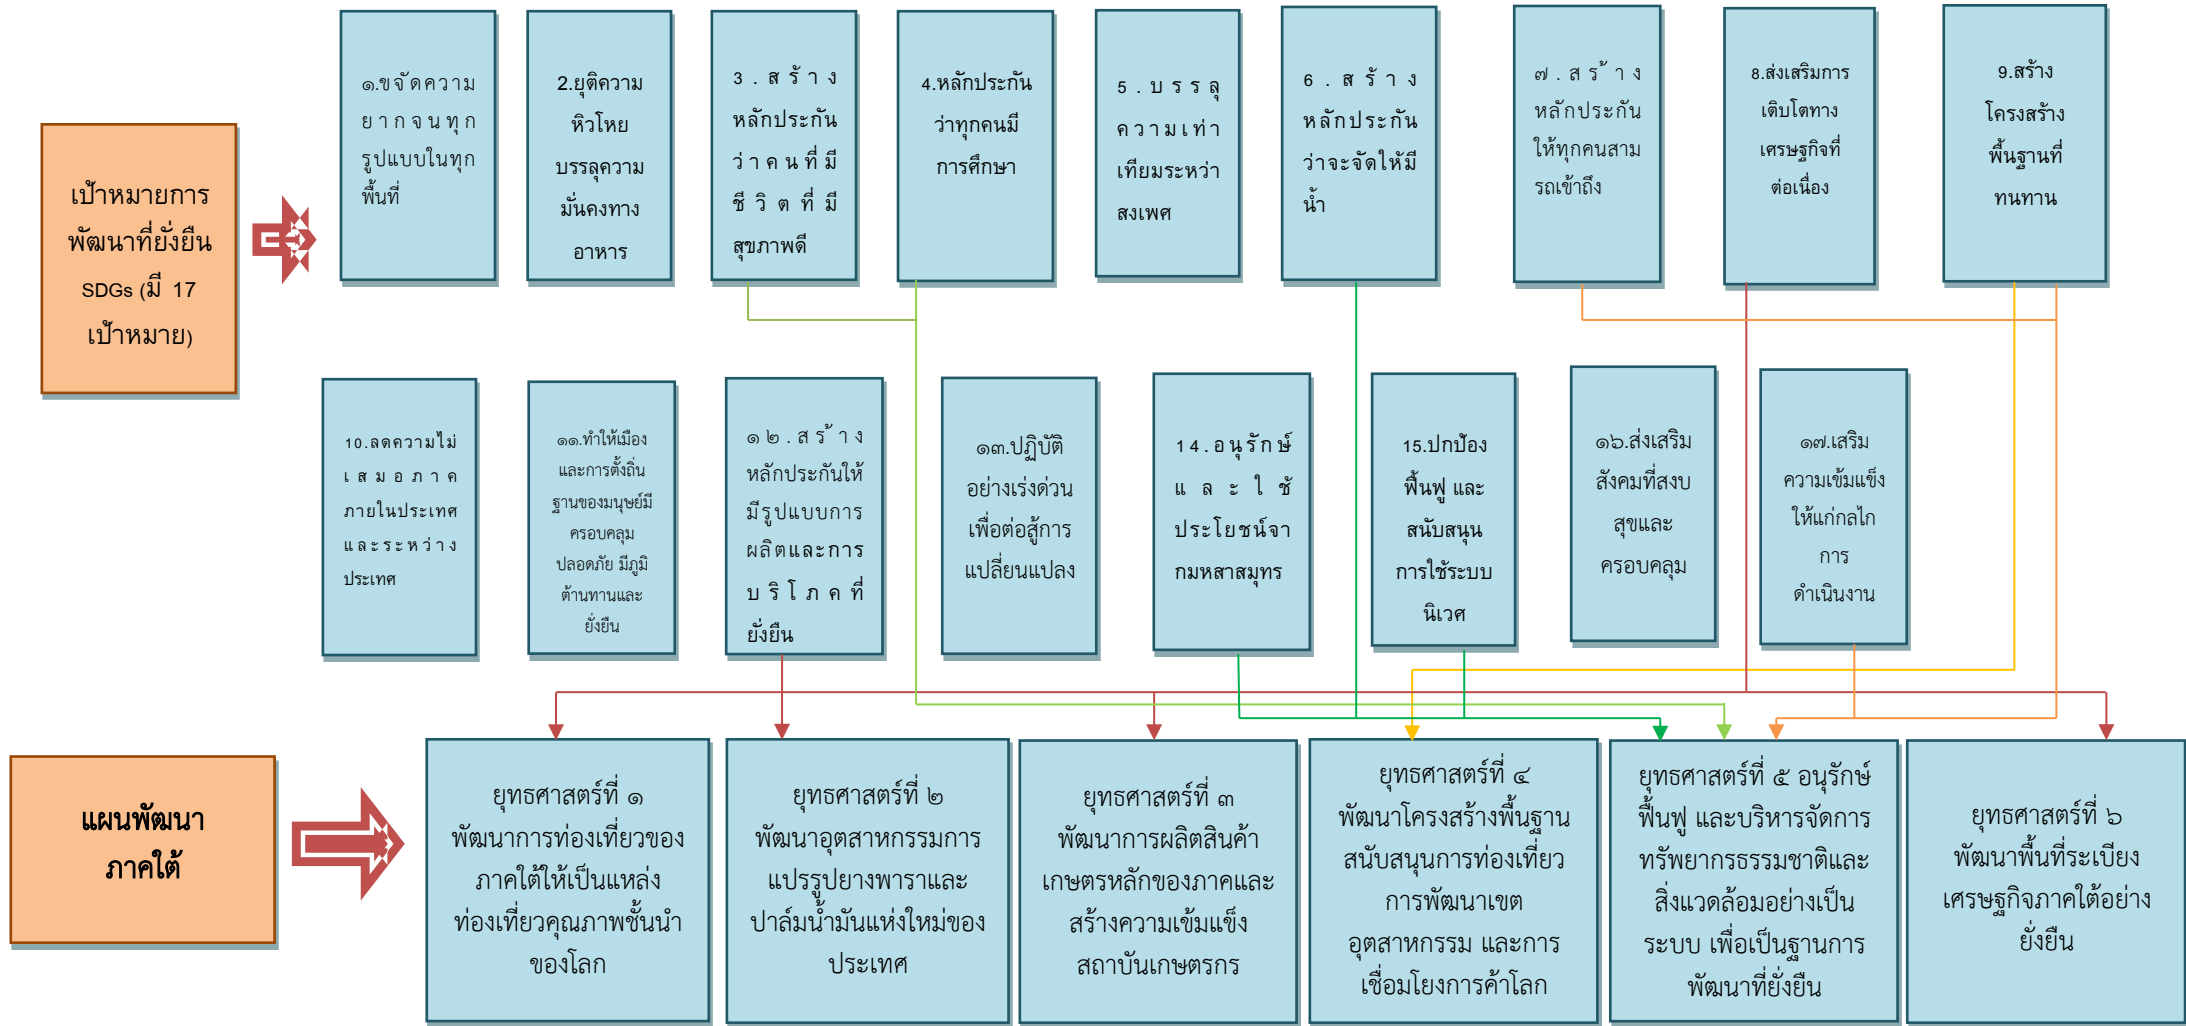 เป้าหมายการ
พัฒนาที่ยั่งยืน
SDGs (มี 17
เป้าหมาย)
๑.ขจัดความ
ยากจนทุก
รูปแบบในทุก
พื้นที่
2.ยุติความ
หิวโหย
บรรลุความ
มั่นคงทาง
อาหาร
3.สร้าง
หลักประกัน
ว่าคนที่มี
ชีวิตที่มี
สุขภาพดี
4.หลักประกัน
ว่าทุกคนมี
การศึกษา
5.บรรลุ
ความเท่า
เทียมระหว่า
สงเพศ
6.สร้าง
หลักประกัน
ว่าจะจัดให้มี
น้ำ
๗.สร้าง
หลักประกัน
ให้ทุกคนสาม
รถเข้าถึง
8.ส่งเสริมการ
เติบโตทาง
เศรษฐกิจที่
ต่อเนื่อง
9.สร้าง
โครงสร้าง
พื้นฐานที่
ทนทาน
10.ลดความไม่
เสมอภาค
ภายในประเทศ
และระหว่าง
ประเทศ
๑๑.ทำให้เมือง
และการตั้งถิ่น
ฐานของมนุษย์มี
ครอบคลุม
ปลอดภัย มีภูมิ
ต้านทานและ
ยั่งยืน
๑๒.สร้าง
หลักประกันให้
มีรูปแบบการ
ผลิตและการ
บริโภคที่
ยั่งยืน
๑๓.ปฏิบัติ
อย่างเร่งด่วน
เพื่อต่อสู้การ
แปลี่ยนแปลง
14.อนุรักษ์
และใช้
ประโยชน์จา
กมหสาสมุทร
15.ปกป้อง
ฟื้นฟู และ
สนับสนุน
การใช้ระบบ
นิเวศ
๑๖.ส่งเสริม
สังคมที่สงบ
สุขและ
ครอบคลุม
๑๗.เสริม
ความเข้มแข็ง
ให้แก่กลไก
การ
ดำเนินงาน
แผนพัฒนา
ภาคใต้
ยุทธศาสตร์ที่ ๑
พัฒนาการท่องเที่ยวของ
ภาคใต้ให้เป็นแหล่ง
ท่องเที่ยวคุณภาพชั้นนำ
ของโลก
ยุทธศาสตร์ที่ ๒
พัฒนาอุตสาหกรรมการ
แปรรูปยางพาราและ
ปาล์มน้ำมันแห่งใหม่ของ
ประเทศ
ยุทธศาสตร์ที่ ๓
พัฒนาการผลิตสินค้า
เกษตรหลักของภาคและ
สร้างความเข้มแข็ง
สถาบันเกษตรกร
ยุทธศาสตร์ที่ ๔
พัฒนาโครงสร้างพื้นฐาน
สนับสนุนการท่องเที่ยว
การพัฒนาเขต
อุตสาหกรรม และการ
เชื่อมโยงการค้าโลก
ยุทธศาสตร์ที่ ๕ อนุรักษ์
ฟื้นฟู และบริหารจัดการ
ทรัพยากรธรรมชาติและ
สิ่งแวดล้อมอย่างเป็น
ระบบ เพื่อเป็นฐานการ
พัฒนาที่ยั่งยืน
ยุทธศาสตร์ที่ ๖
พัฒนาพื้นที่ระเบียง
เศรษฐกิจภาคใต้อย่าง
ยั่งยืน